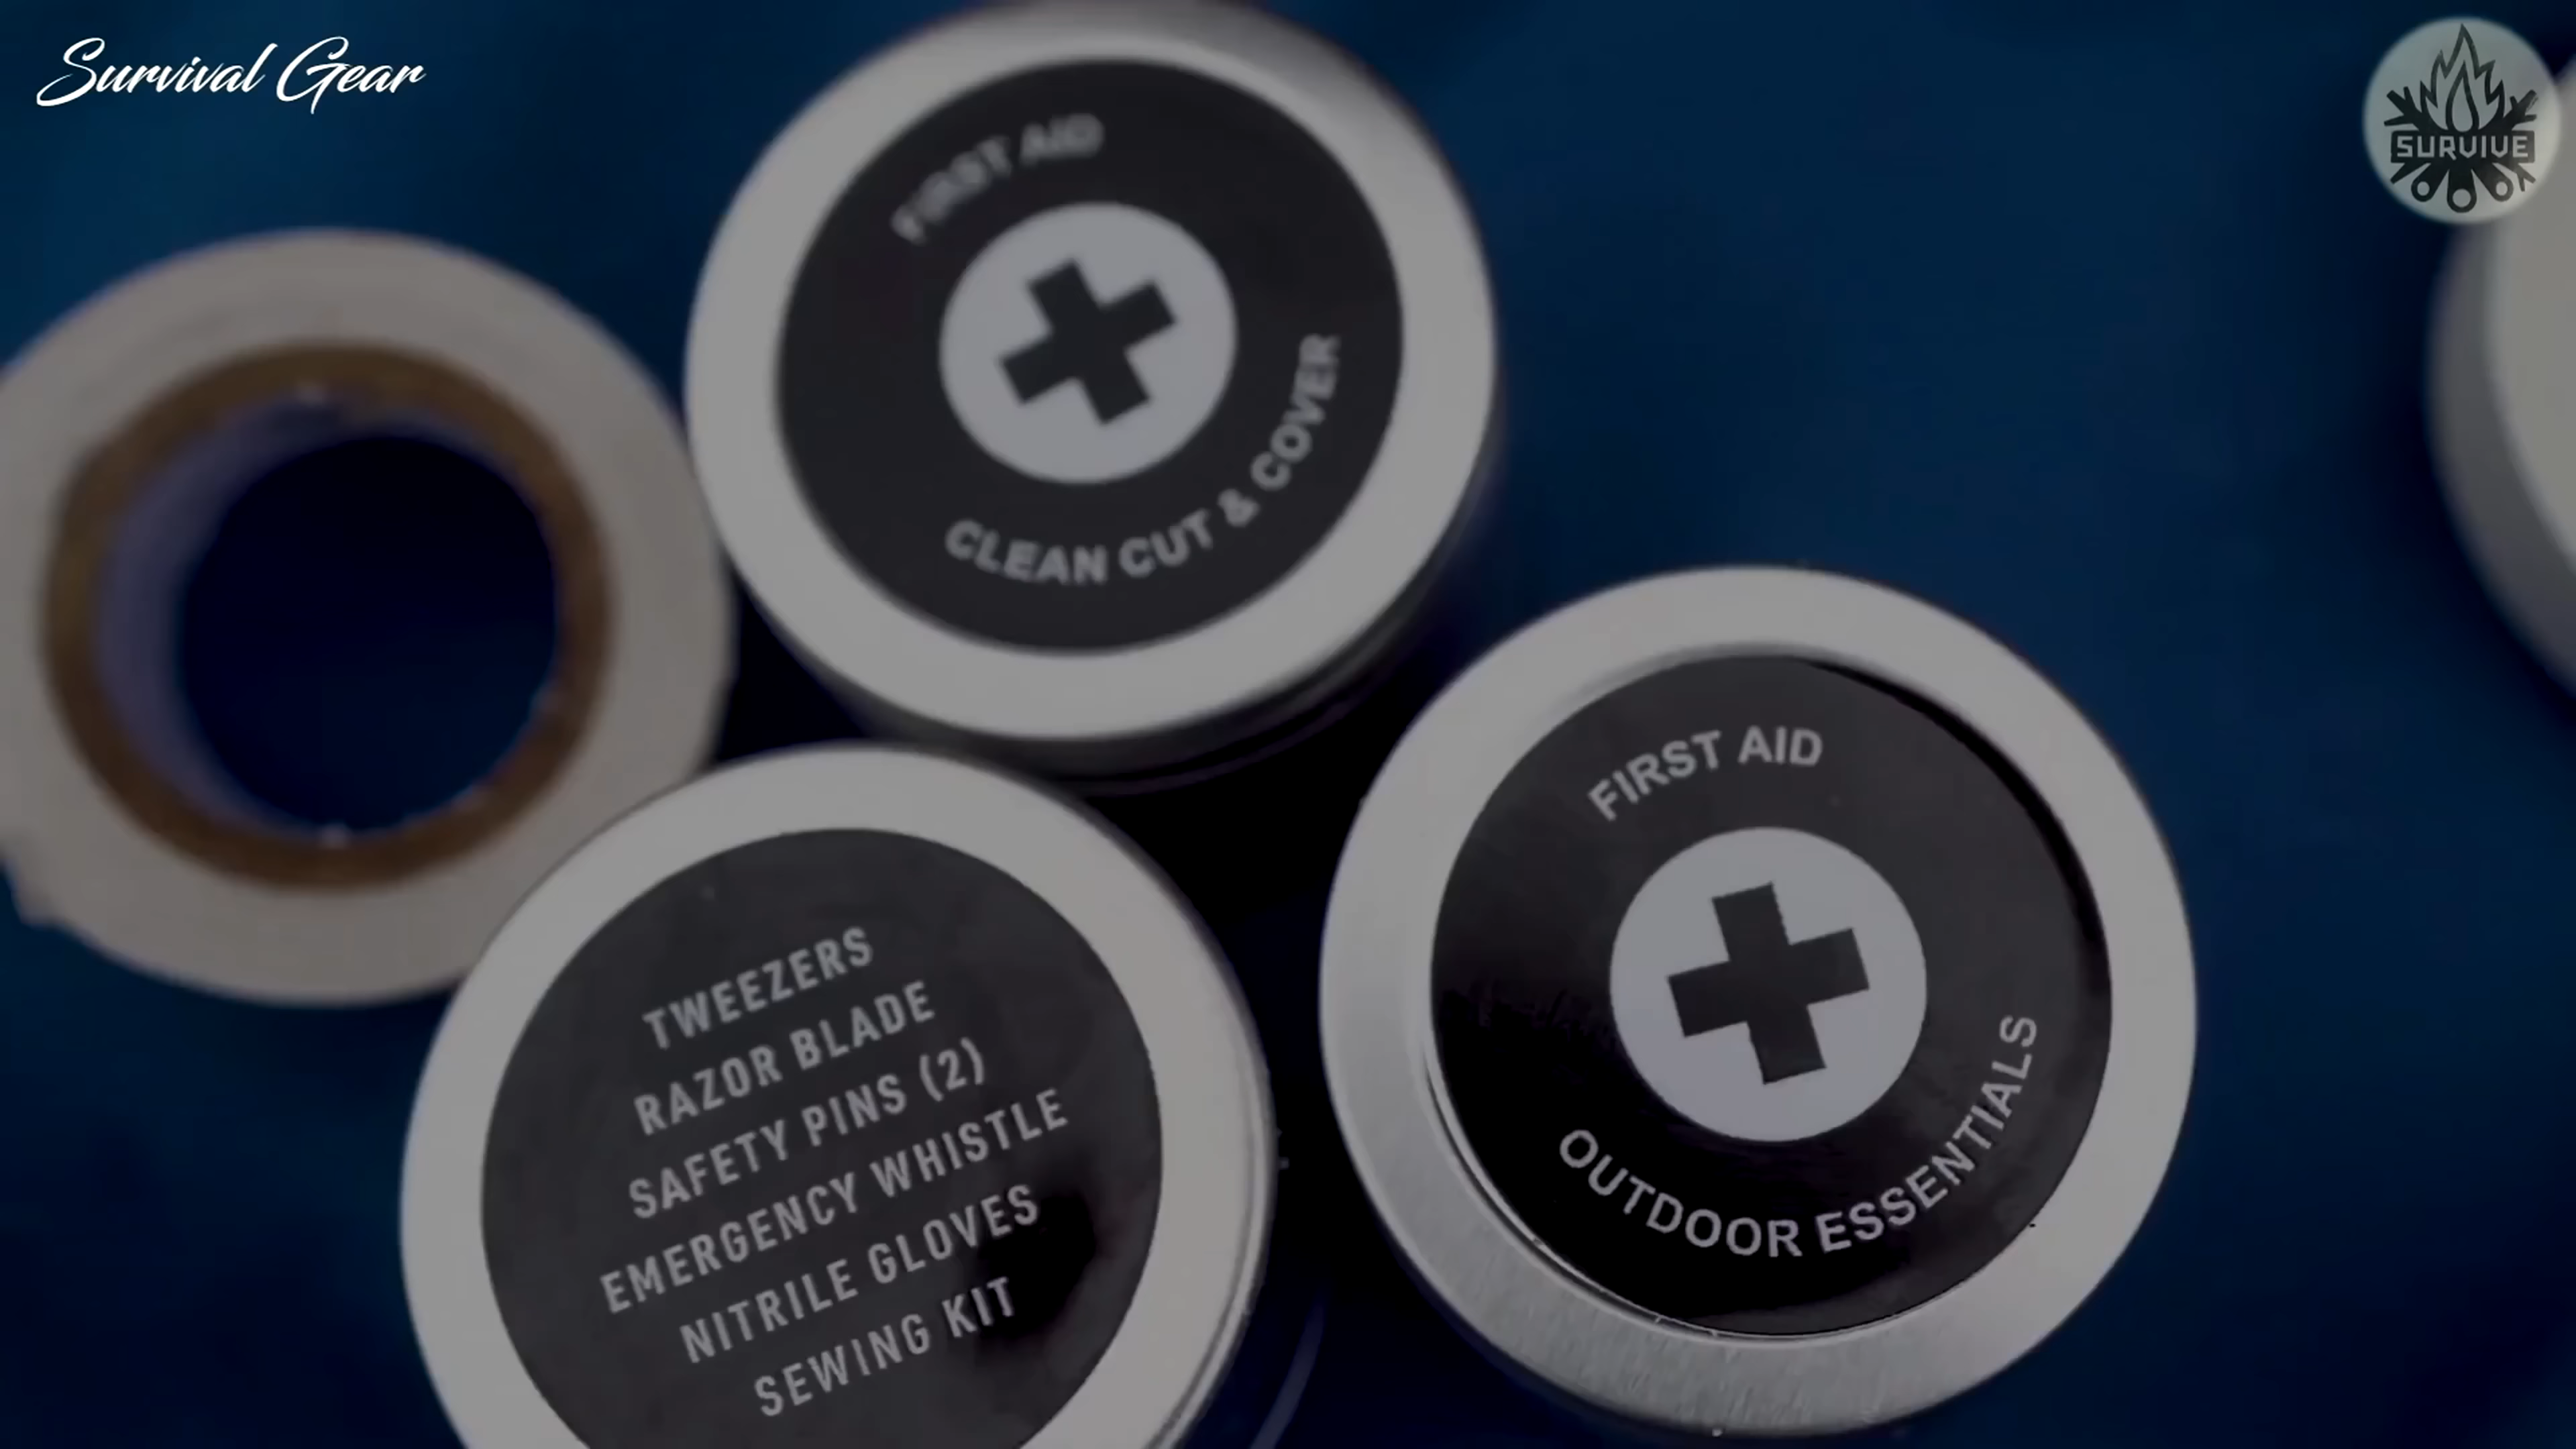 Survival Gear
SURVIVE
FIRST AID
CLEAN CUT & COVER
FIRST AID
OUTDOOR ESSENTIALS
TWEEZERS
RAZOR BLADE
SAFETY PINS (2)
EMERGENCY WHISTLE
NITRILE GLOVES
SEWING KIT